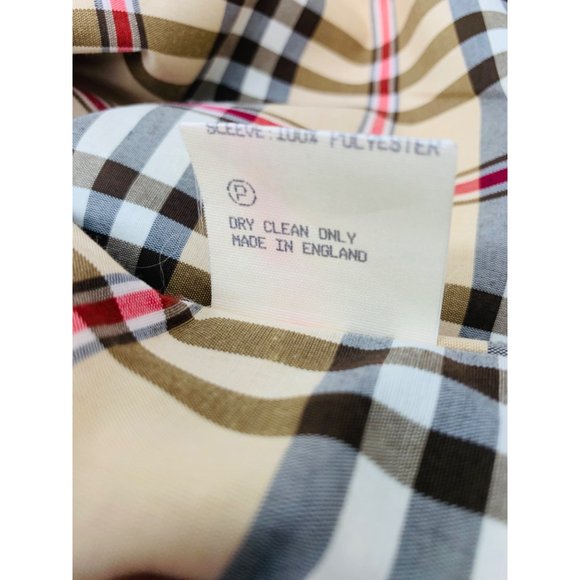 SLEEVE:100% POLYESTER
P
DRY CLEAN ONLY
MADE IN ENGLAND